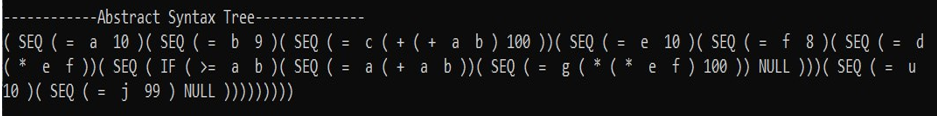 ------------Abstract Syntax Tree--------------
( SEQ ( = a 10 )( SEQ ( = b 9 )( SEQ ( = c ( + ( + a b ) 100 ))( SEQ ( = e 10 )( SEQ ( = f 8 )( SEQ ( = d
( * e f ))( SEQ ( IF ( >= a b )( SEQ ( = a ( + a b ))( SEQ ( = g ( * ( * e f ) 100 )) NULL )))( SEQ ( = u
10 )( SEQ ( = j 99 ) NULL )))))))))